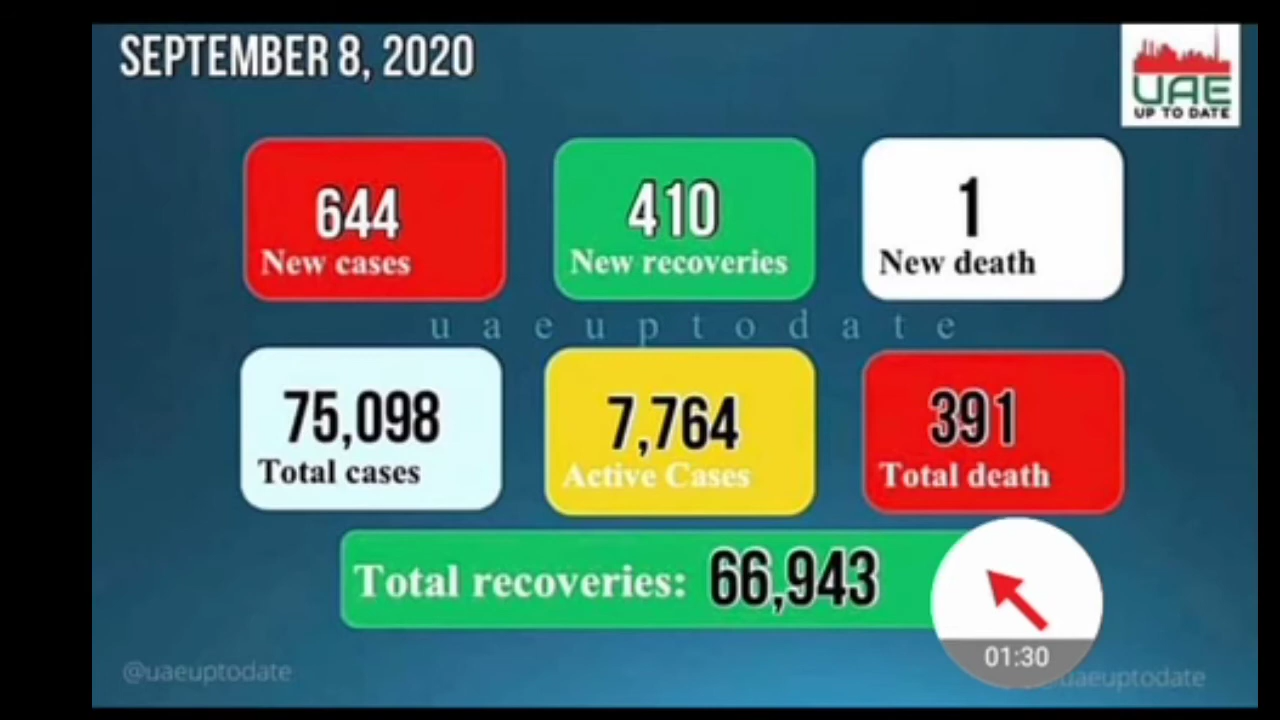 SEPTEMBER 8, 2020
UAE
UP TO DATE
644
New cases
410
New recoveries
1
New death
uaeuptodate
75,098
Total cases
7,764
Active Cases
391
Total death
Total recoveries: 66,943
01:30
@uaeuptodate
uaeuptodate